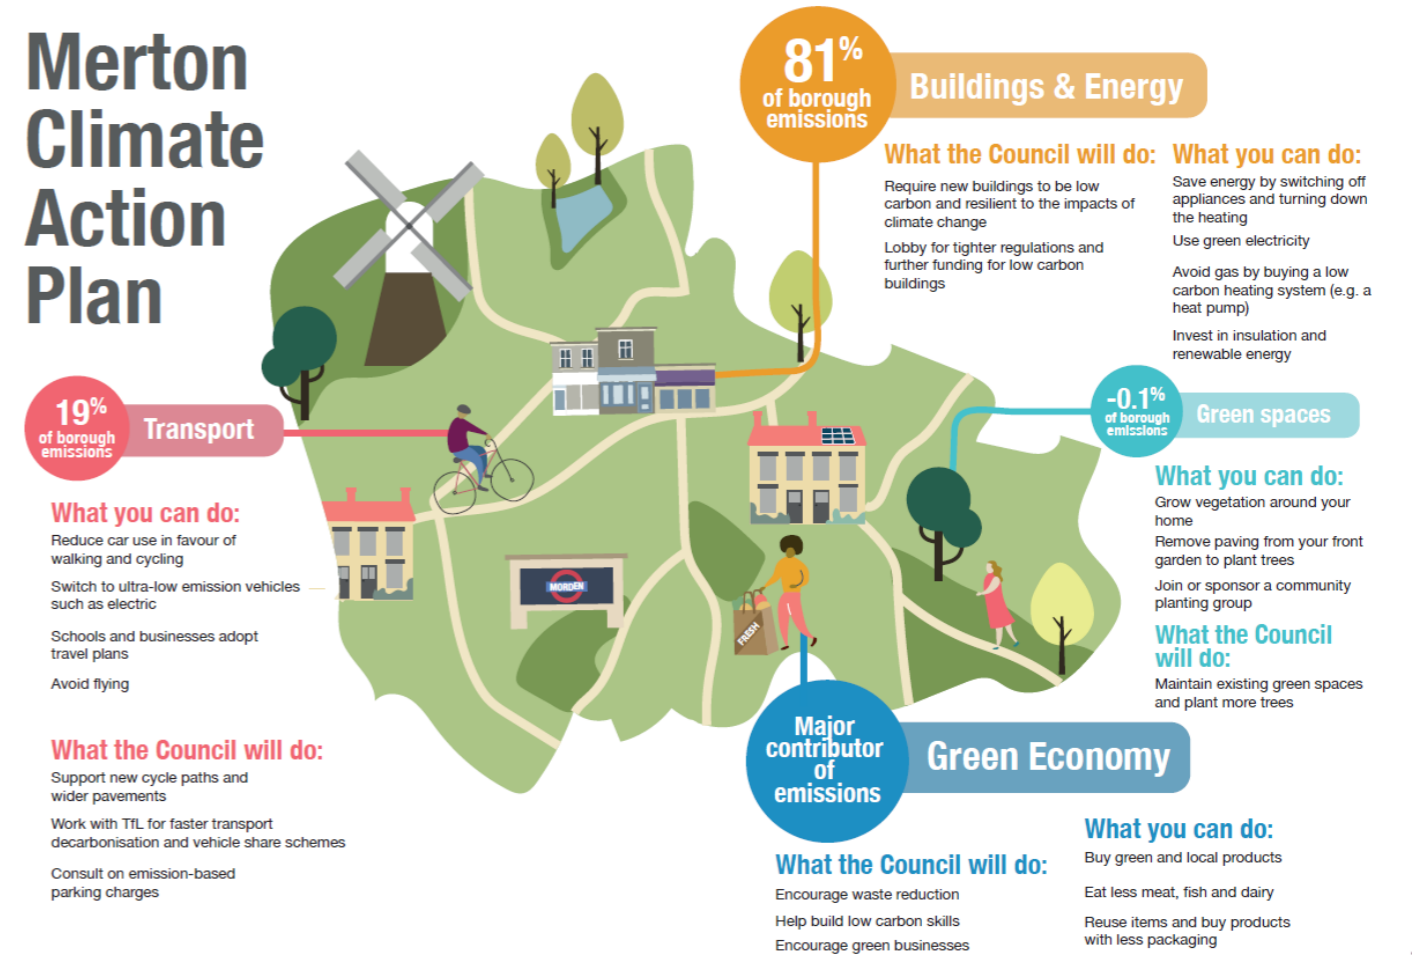 Merton
Climate
Action
Plan
81%
of borough
emissions
Buildings & Energy
What the Council will do:
Require new buildings to be low
carbon and resilient to the impacts of
climate change
Lobby for tighter regulations and
further funding for low carbon
buildings
What you can do:
Save energy by switching off
appliances and turning down
the heating
Use green electricity
Avoid gas by buying a low
carbon heating system (e.g. a
heat pump)
Invest in insulation and
renewable energy
19%
of borough
emissions
Transport
What you can do:
Reduce car use in favour of
walking and cycling
Switch to ultra-low emission vehicles
such as electric
Schools and businesses adopt
travel plans
Avoid flying
What the Council will do:
Support new cycle paths and
wider pavements
Work with TfL for faster transport
decarbonisation and vehicle share schemes
Consult on emission-based
parking charges
MORDEN
FRESH
-0.1%
of borough
emissions
Green spaces
What you can do:
Grow vegetation around your
home
Remove paving from your front
garden to plant trees
Join or sponsor a community
planting group
What the Council
will do:
Maintain existing green spaces
and plant more trees
Major
contributor
of
emissions
Green Economy
What the Council will do:
Encourage waste reduction
Help build low carbon skills
Encourage green businesses
What you can do:
Buy green and local products
Eat less meat, fish and dairy
Reuse items and buy products
with less packaging